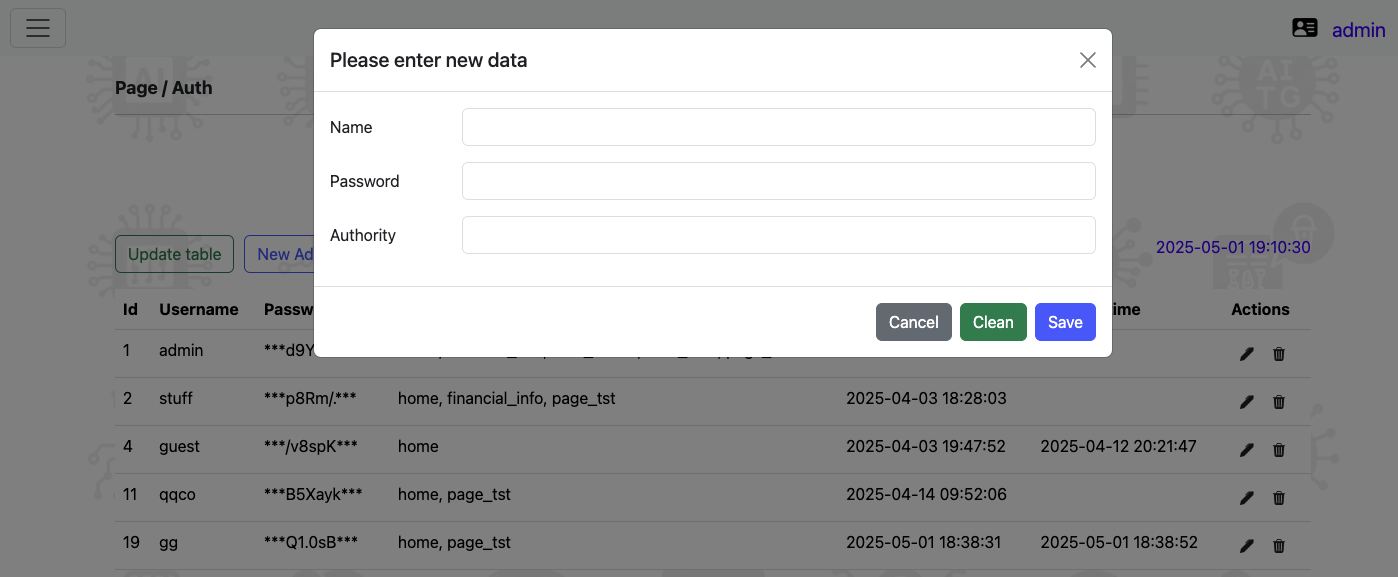 admin
Please enter new data
Page / Auth
Name
Password
Authority
Update table
New Ad
2025-05-01 19:10:30
Cancel Clean Save
Id Username Passw ime Actions
1 admin ***d9Y
2 stuff ***p8Rm/.*** home, financial_info, page_tst 2025-04-03 18:28:03
4 guest ***/v8spK*** home 2025-04-03 19:47:52 2025-04-12 20:21:47
11 qqco ***B5Xayk*** home, page_tst 2025-04-14 09:52:06
19 gg ***Q1.0sB*** home, page_tst 2025-05-01 18:38:31 2025-05-01 18:38:52
AI
TG